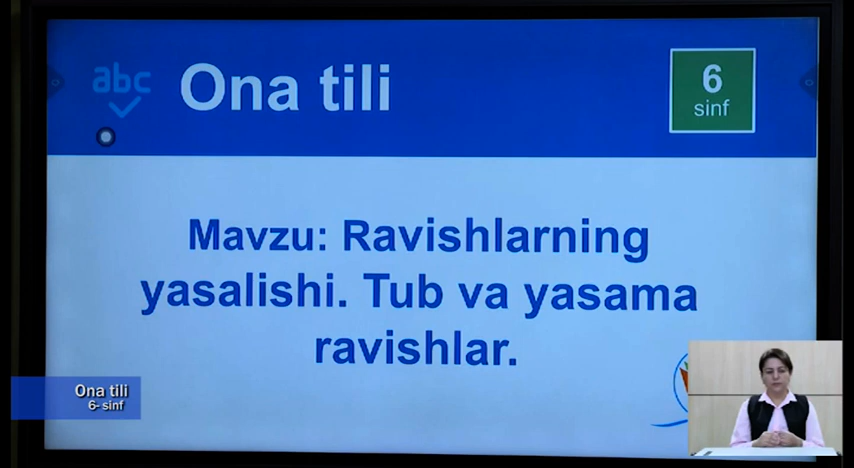 abc
Ona tili
6
sinf
Mavzu: Ravishlarning
yasalishi. Tub va yasama
ravishlar.
Ona tili
6- sinf